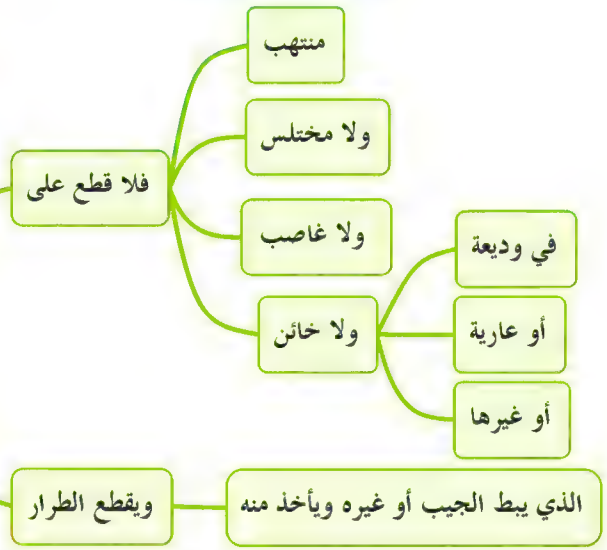 فلا قطع على
منتهب
ولا مختلس
ولا غاصب
ولا خائن
في وديعة
أو عارية
أو غيرها
ويقطع الطرار
الذي يبط الجيب أو غيره ويأخذ منه